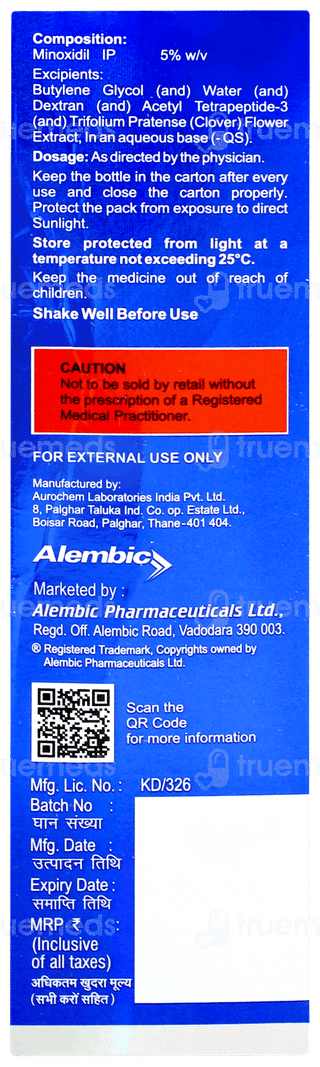 Composition:
Minoxidil IP 5% w/v
Excipients:
Butylene Glycol (and) Water (and)
Dextran (and) Acetyl Tetrapeptide-3
(and) Trifolium Pratense (Clover) Flower
Extract, In an aqueous base (- QS).
Dosage: As directed by the physician.
Keep the bottle in the carton after every
use and close the carton properly.
Protect the pack from exposure to direct
Sunlight.
Store protected from light at a
temperature not exceeding 25°C.
Keep the medicine out of reach of
children.
Shake Well Before Use
CAUTION
Not to be sold by retail without
the prescription of a Registered
Medical Practitioner.
FOR EXTERNAL USE ONLY
Manufactured by:
Aurochem Laboratories India Pvt. Ltd.
8, Palghar Taluka Ind. Co. op. Estate Ltd.,
Boisar Road, Palghar, Thane-401 404.
Alembic
Marketed by :
Alembic Pharmaceuticals Ltd.,
Regd. Off. Alembic Road, Vadodara 390 003.
® Registered Trademark, Copyrights owned by
Alembic Pharmaceuticals Ltd.
Scan the
QR Code
for more information
Mfg. Lic. No.: KD/326
Batch No :
घान संख्या
Mfg. Date :
उत्पादन तिथि
Expiry Date :
समाप्ति तिथि
MRP ₹ :
(Inclusive
of all taxes)
अधिकतम खुदरा मूल्य
(सभी करों सहित)
truemeds